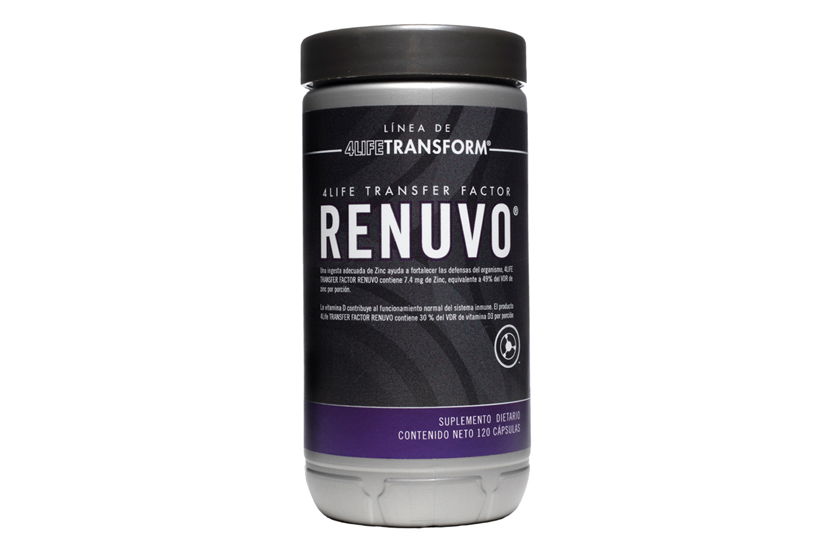 LÍNEA DE
4LIFETRANSFORM®
4LIFE TRANSFER FACTOR
RENUVO®
Una ingesta adecuada de Zinc ayuda a fortalecer las defensas del organismo, 4LIFE
TRANSFER FACTOR RENUVO contiene 7.4 mg de Zinc, equivalente a 49% del VDR de
zinc por porción.
La vitamina D contribuye al funcionamiento normal del sistema inmune. El producto
4Life TRANSFER FACTOR RENUVO contiene 30 % del VDR de vitamina D3 por porción
SUPLEMENTO DIETARIO
CONTENIDO NETO 120 CÁPSULAS